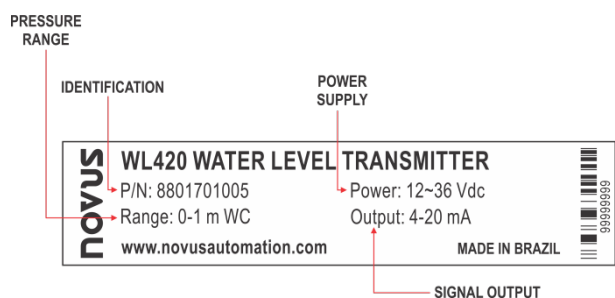 PRESSURE
RANGE
IDENTIFICATION
POWER
SUPPLY
novus
WL420 WATER LEVEL TRANSMITTER
P/N: 8801701005
Power: 12~36 Vdc
Range: 0-1 m WC
Output: 4-20 mA
www.novusautomation.com
MADE IN BRAZIL
99999999
SIGNAL OUTPUT